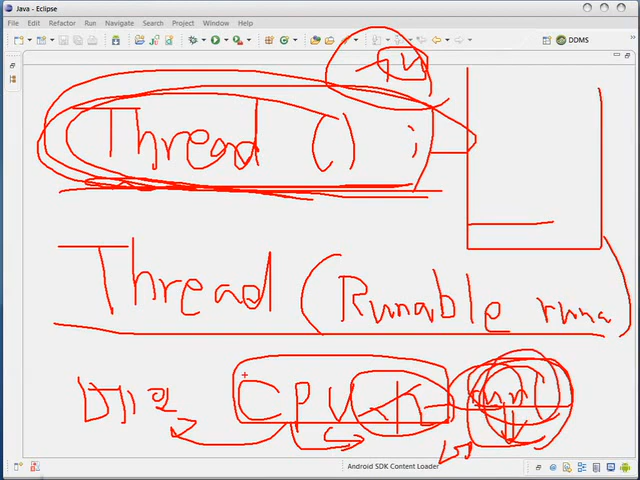 Java - Eclipse
File Edit Refactor Run Navigate Search Project Window Help
DDMS
Thread () ;
Thread (Runable runa
CPU
Android SDK Content Loader